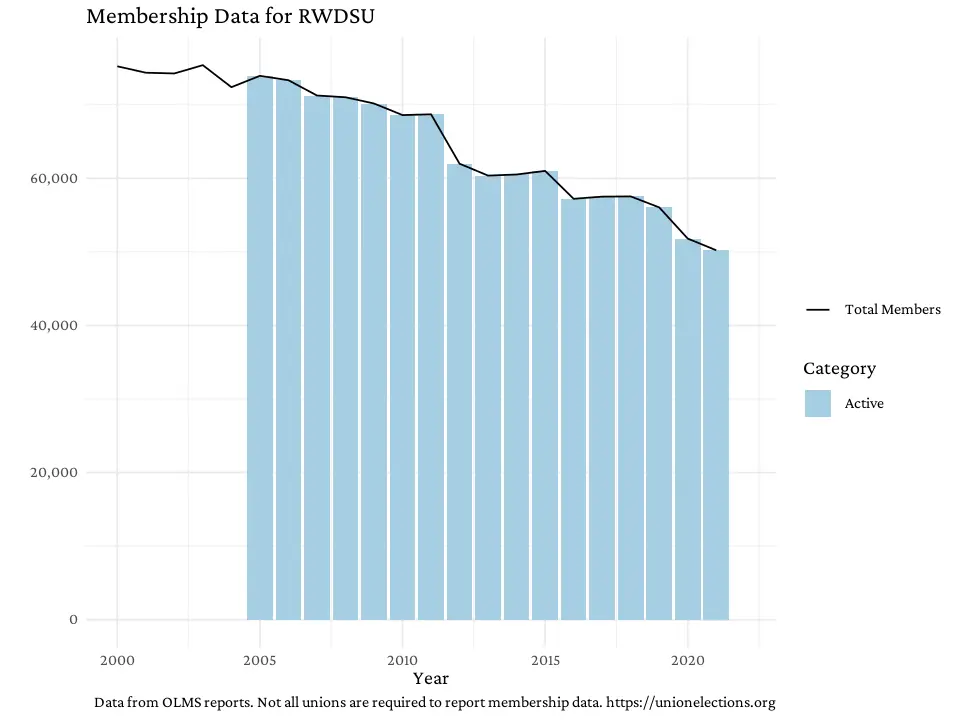 Membership Data for RWDSU
60,000
40,000
20,000
0
2000 2005 2010 2015 2020
Year
Total Members
Category
Active
Data from OLMS reports. Not all unions are required to report membership data. https://unionelections.org